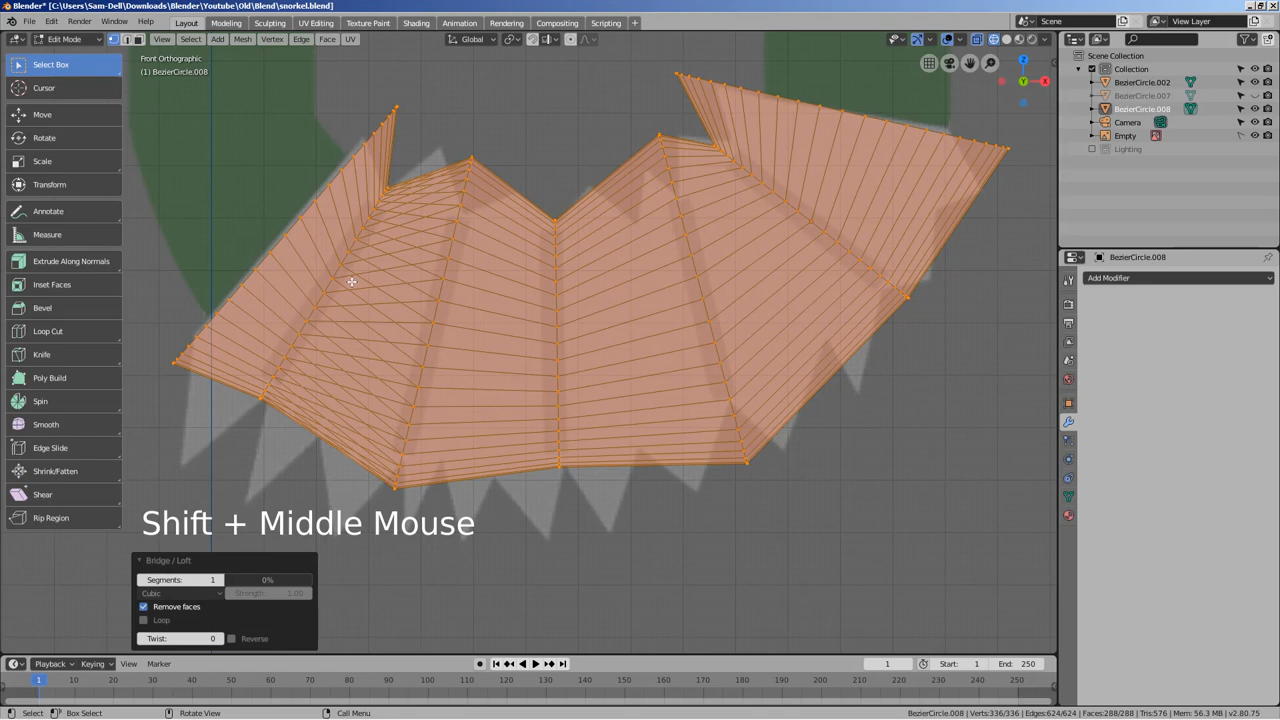 Blender* [C:\Users\Sam-Dell\Downloads\Blender\Youtube\Old\Blend\snorkel.blend]
File Edit Render Window Help Layout Modeling Sculpting UV Editing Texture Paint Shading Animation Rendering Compositing Scripting + Scene View Layer
Edit Mode View Select Add Mesh Vertex Edge Face UV Global
Front Orthographic
(1) BezierCircle.008
Select Box
Cursor
Move
Rotate
Scale
Transform
Annotate
Measure
Extrude Along Normals
Inset Faces
Bevel
Loop Cut
Knife
Poly Build
Spin
Smooth
Edge Slide
Shrink/Fatten
Shear
Rip Region
Z
Y
X
Scene Collection
Collection
BezierCircle.002
BezierCircle.007
BezierCircle.008
Camera
Empty
Lighting
BezierCircle.008
Add Modifier
Shift + Middle Mouse
Bridge / Loft
Segments: 1 0%
Cubic Strength: 1.00
Remove faces
Loop
Twist: 0 Reverse
Playback Keying View Marker 1 Start: 1 End: 250
1 10 20 30 40 50 60 70 80 90 100 110 120 130 140 150 160 170 180 190 200 210 220 230 240 250
Select Box Select Rotate View Call Menu BezierCircle.008 | Verts:336/336 | Edges:624/624 | Faces:288/288 | Tris:576 | Mem: 56.3 MB | v2.80.75